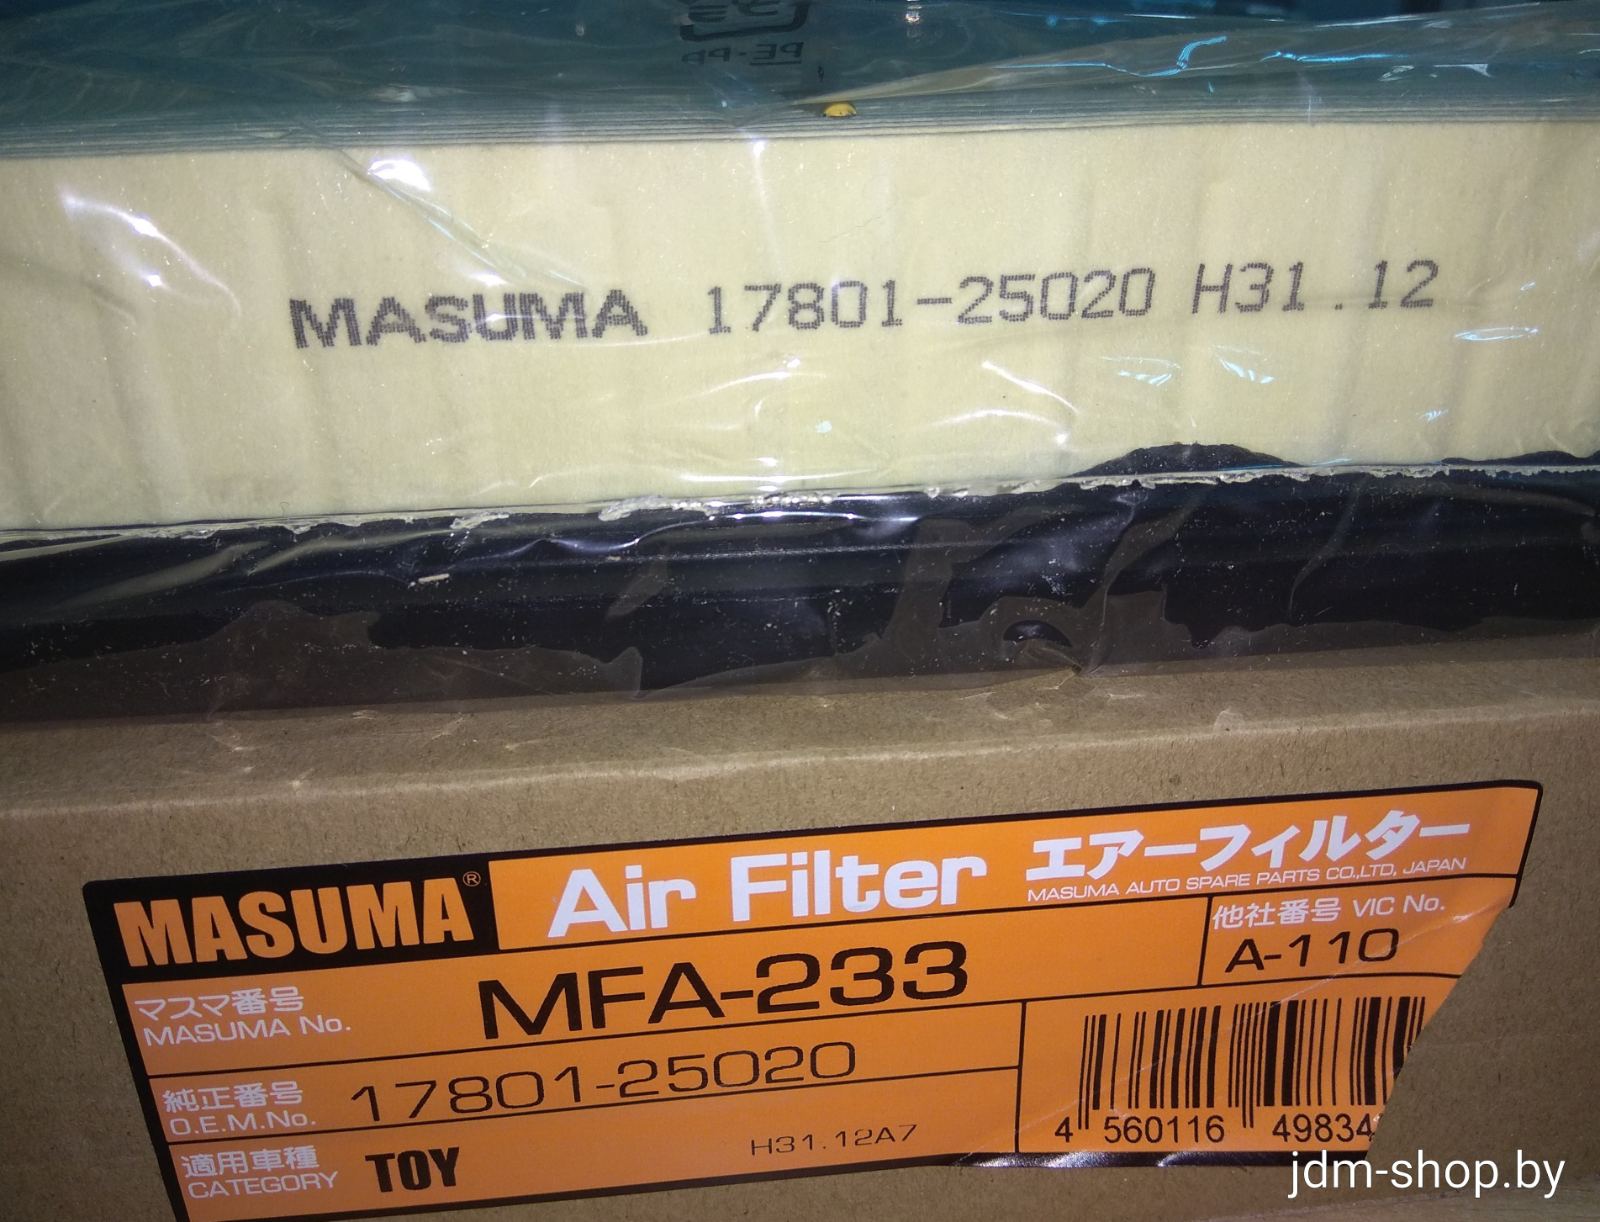 PE·PP
MASUMA 17801-25020 H31.12
MASUMA® Air Filter エアーフィルター
MASUMA AUTO SPARE PARTS CO.,LTD, JAPAN
マスマ番号
MASUMA No.
MFA-233
他社番号 VIC No.
A-110
純正番号
O.E.M.No.
17801-25020
適用車種
CATEGORY
TOY
H31.12A7
4 560116 49834
jdm-shop.by